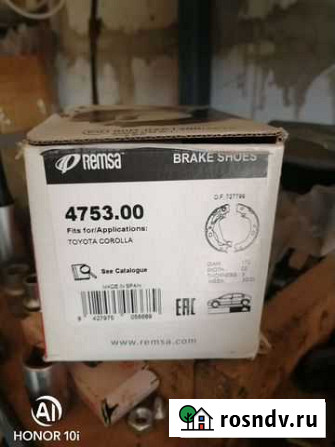 Remsa
BRAKE SHOES
4753.00
Fits for/Applications:
TOYOTA COROLLA
See Catalogue
MADE IN SPAIN
EAC
www.remsa.com
AI
HONOR 10i
rosndv.ru